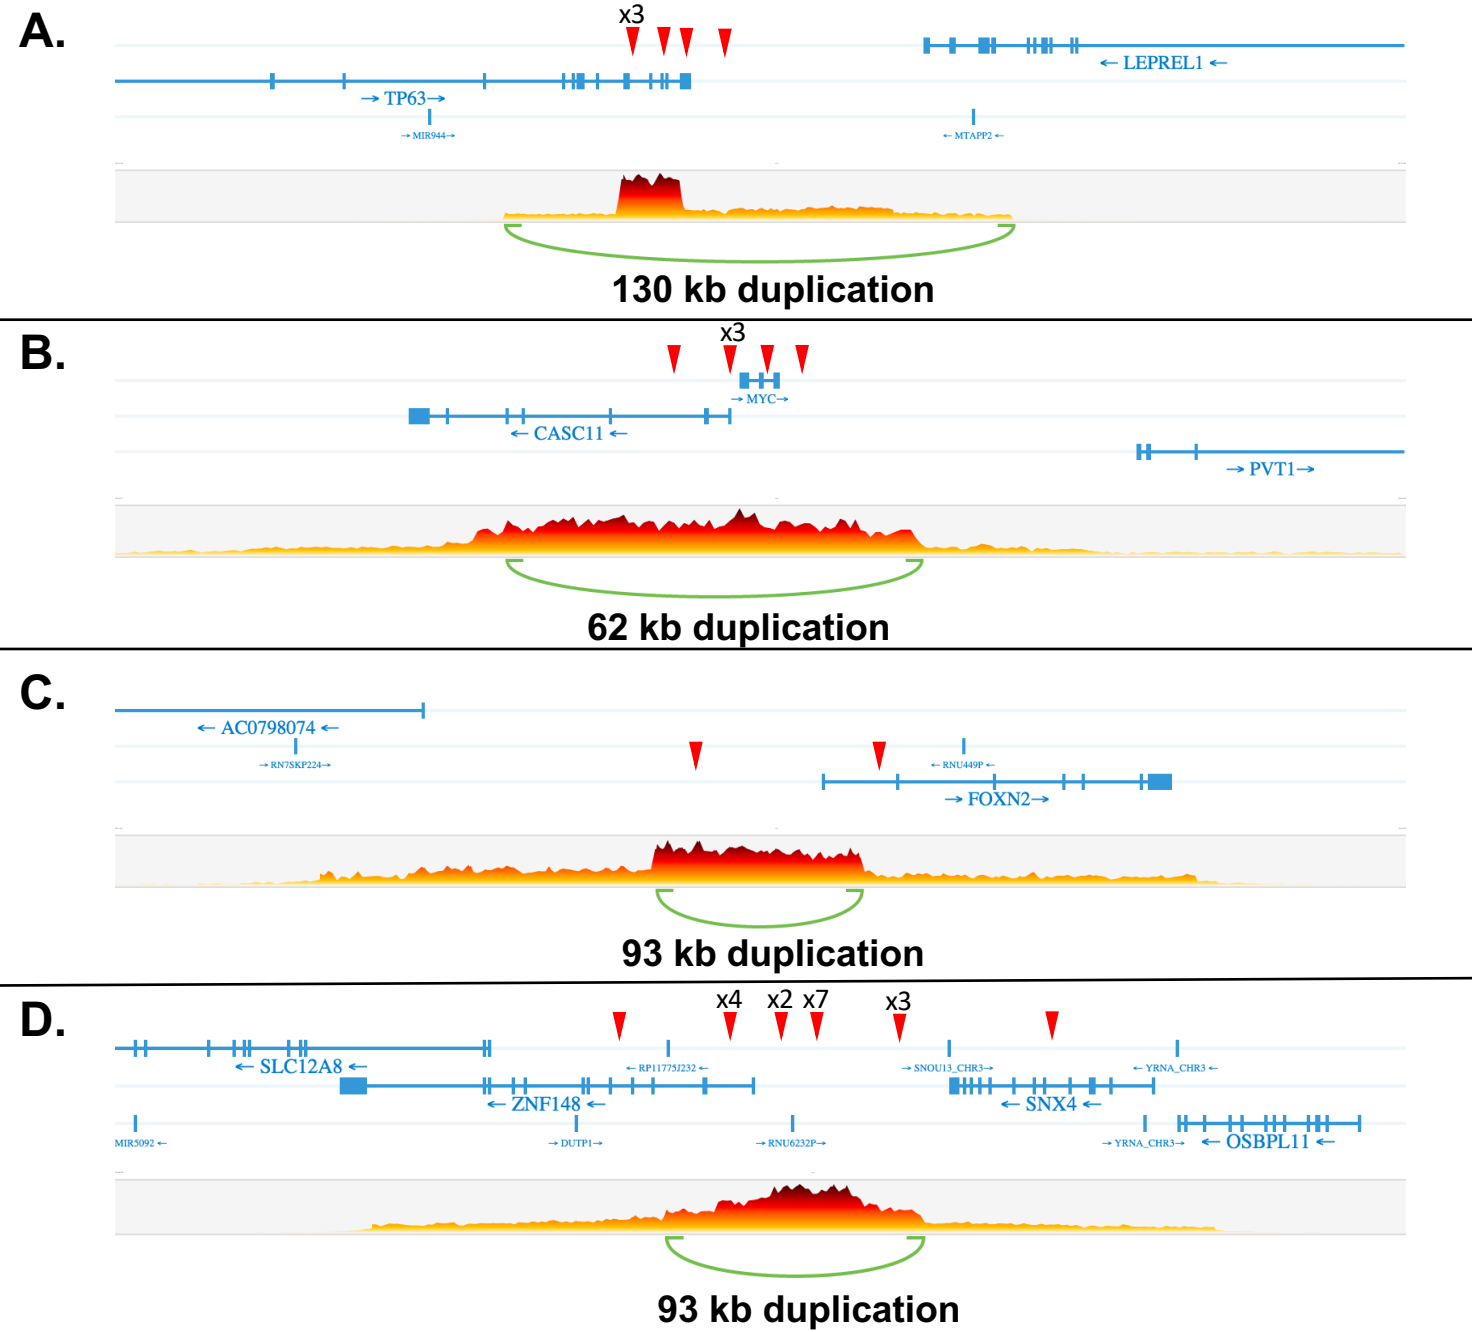 A.
x3
← LEPREL1 ←
→ TP63→
→ MIR944→
← MTAPP2 ←
130 kb duplication
B.
x3
→ MYC→
← CASC11 ←
→ PVT1→
62 kb duplication
C.
← AC0798074 ←
→ RN7SKP224→
← RNU449P ←
→ FOXN2→
93 kb duplication
D.
x4 x2 x7 x3
← SLC12A8 ←
← RP11775J232 ←
→ SNOU13_CHR3→
← YRNA_CHR3 ←
← ZNF148 ←
← SNX4 ←
MIR5092 ←
→ DUTP1→
→ RNU6232P→
→ YRNA_CHR3→
← OSBPL11 ←
93 kb duplication